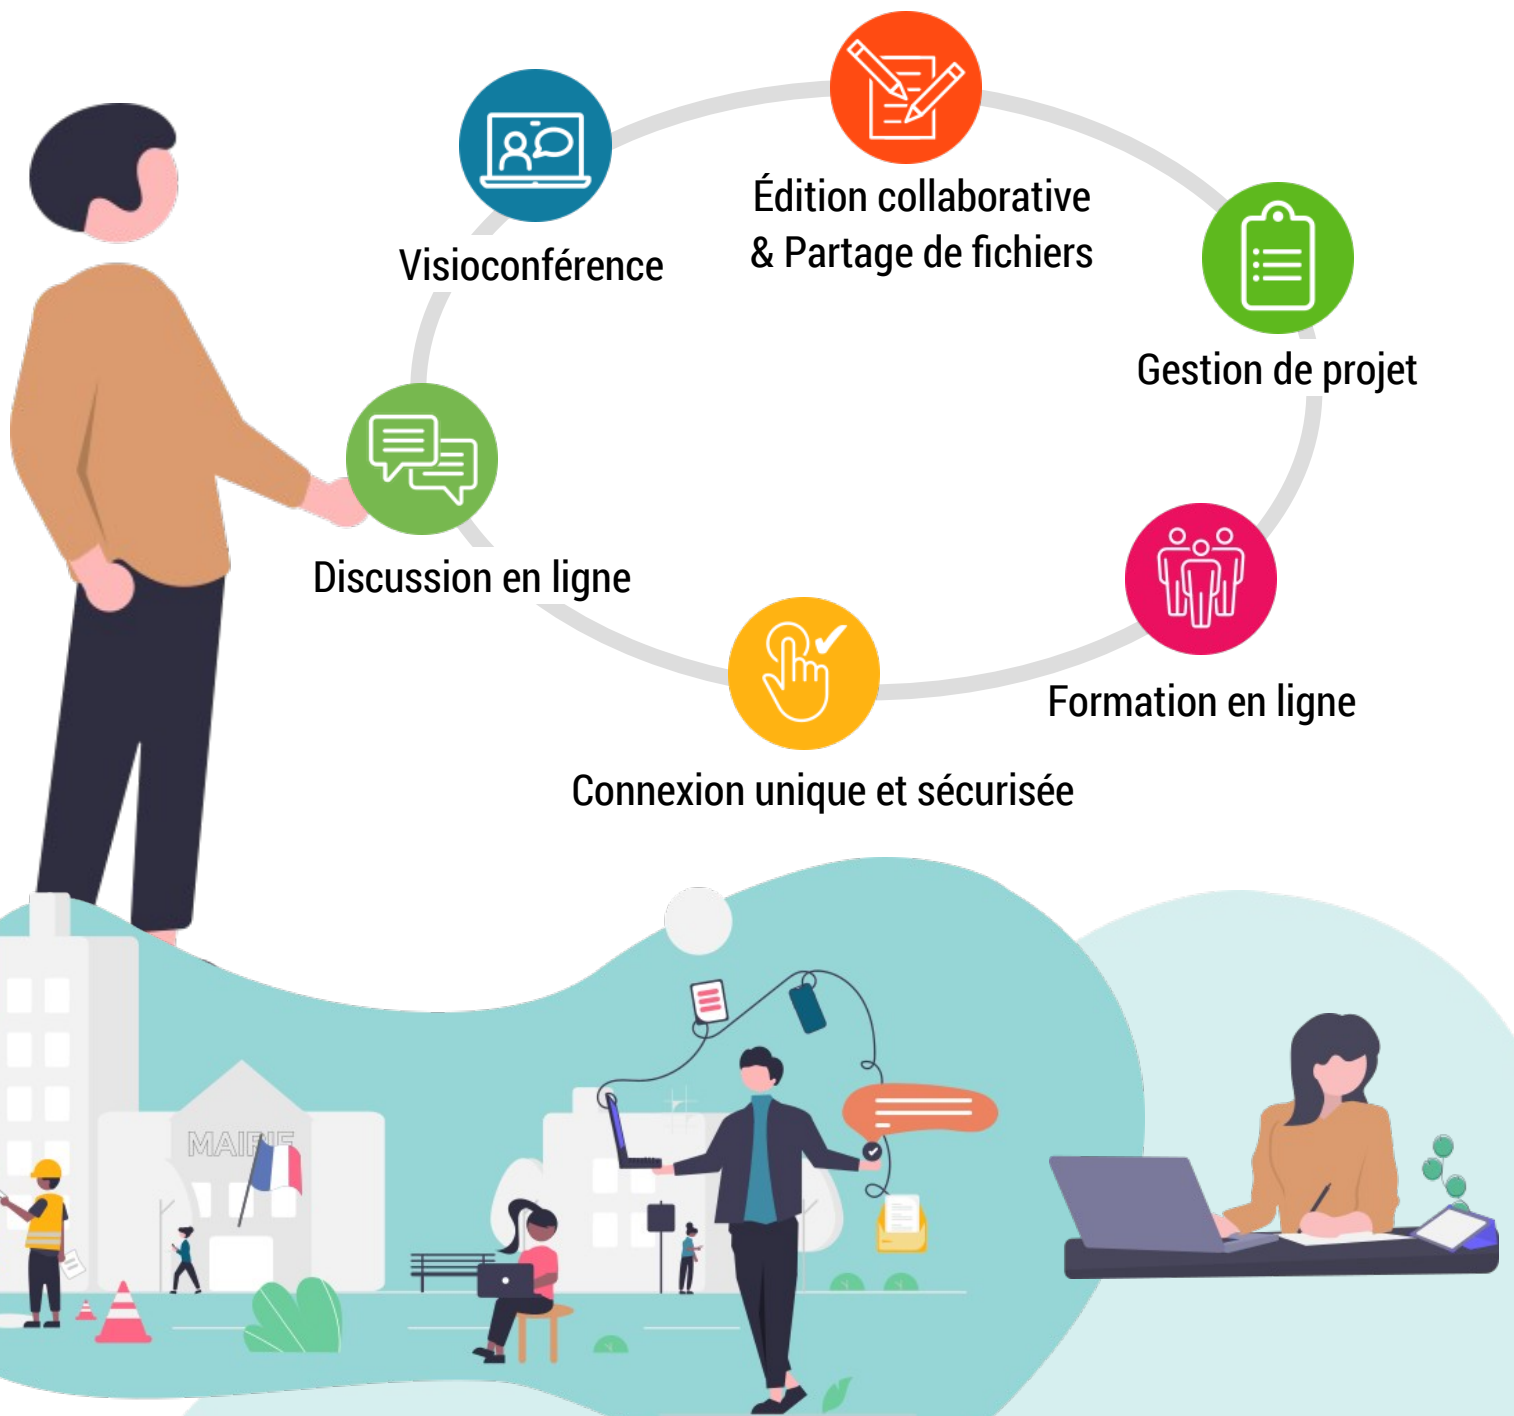 Visioconférence
Édition collaborative
& Partage de fichiers
Gestion de projet
Discussion en ligne
Formation en ligne
Connexion unique et sécurisée
MAIRIE